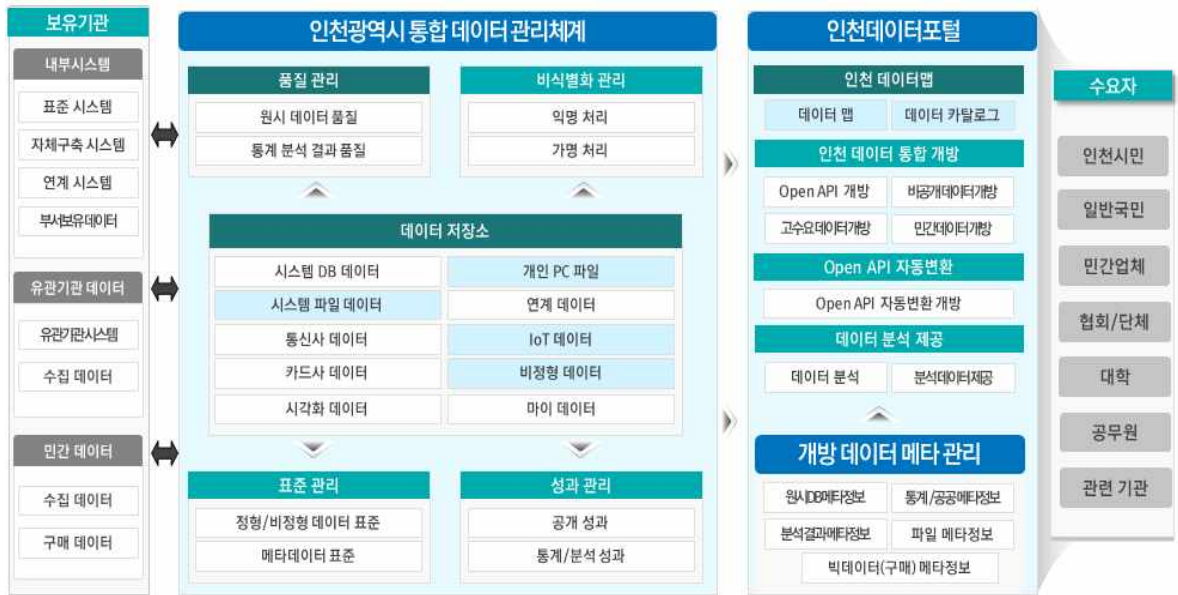 보유기관
내부시스템
표준 시스템
자체구축 시스템
연계 시스템
부서보유데이터
유관기관 데이터
유관기관시스템
수집 데이터
민간 데이터
수집 데이터
구매 데이터
인천광역시 통합 데이터 관리체계
품질 관리
원시 데이터 품질
통계 분석 결과 품질
비식별화 관리
익명 처리
가명 처리
데이터 저장소
시스템 DB 데이터
개인 PC 파일
시스템 파일 데이터
연계 데이터
통신사 데이터
IoT 데이터
카드사 데이터
비정형 데이터
시각화 데이터
마이 데이터
표준 관리
정형/비정형 데이터 표준
메타데이터 표준
성과 관리
공개 성과
통계/분석 성과
인천데이터포털
인천 데이터맵
데이터 맵
데이터 카탈로그
인천 데이터 통합 개방
Open API 개방
비공개데이터개방
고수요데이터개방
민간데이터개방
Open API 자동변환
Open API 자동변환 개방
데이터 분석 제공
데이터 분석
분석데이터제공
개방 데이터 메타 관리
원시DB메타정보
통계/공공메타정보
분석결과메타정보
파일 메타정보
빅데이터(구매) 메타정보
수요자
인천시민
일반국민
민간업체
협회/단체
대학
공무원
관련 기관